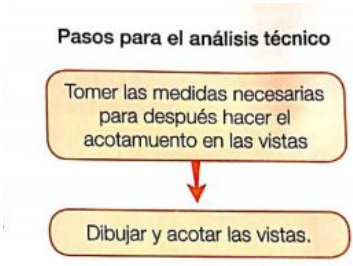 Pasos para el análisis técnico
Tomer las medidas necesarias
para después hacer el
acotamuento en las vistas
Dibujar y acotar las vistas.